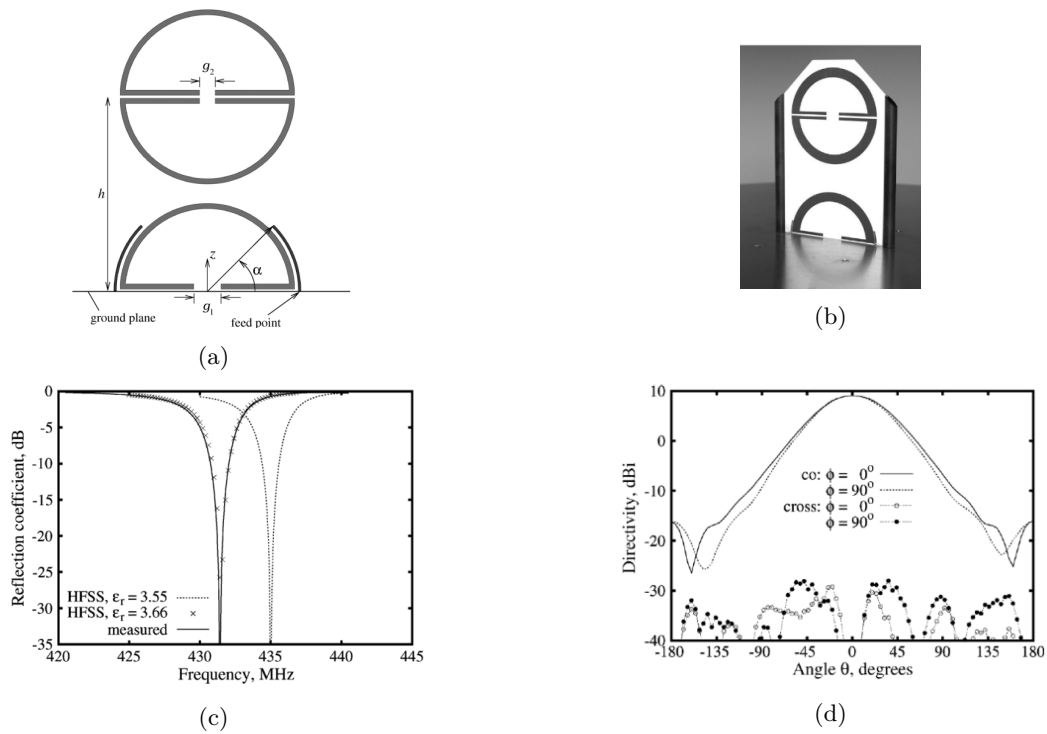 g₂
h
z
α
ground plane
g₁
feed point
(a)
(b)
0
-5
-10
-15
-20
-25
-30
-35
Reflection coefficient, dB
HFSS, εᵣ = 3.55
HFSS, εᵣ = 3.66
measured
420 425 430 435 440 445
Frequency, MHz
(c)
10
0
-10
-20
-30
-40
Directivity, dBi
co: ϕ = 0°
ϕ = 90°
cross: ϕ = 0°
ϕ = 90°
-180 -135 -90 -45 0 45 90 135 180
Angle θ, degrees
(d)